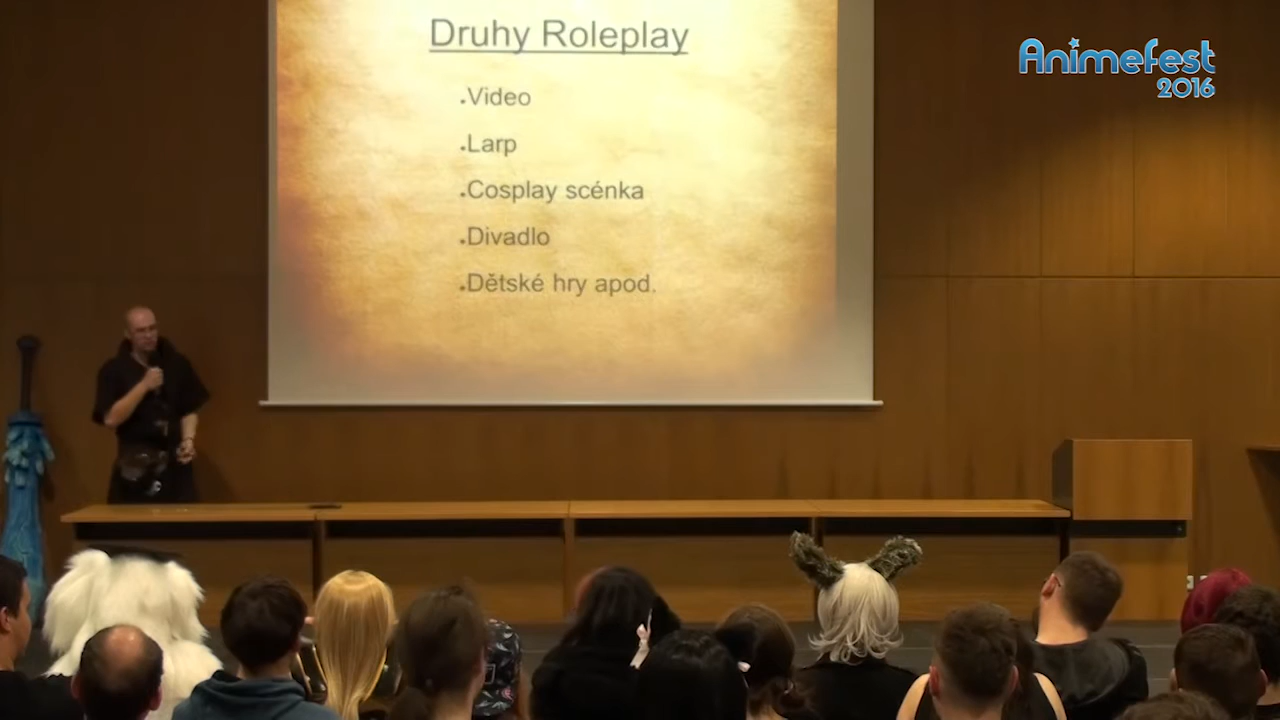 Druhy Roleplay
Animefest
2016
.Video
.Larp
.Cosplay scénka
.Divadlo
.Dětské hry apod.